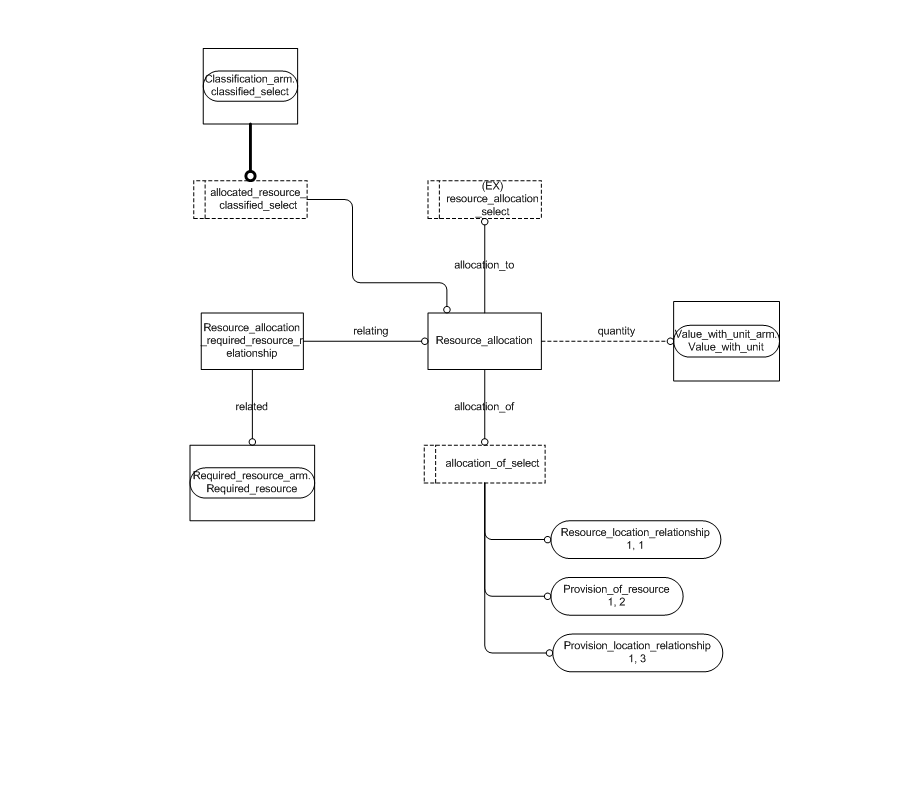 Classification_arm.
classified_select
allocated_resource_
classified_select
(EX)
resource_allocation
_select
allocation_to
Resource_allocation
_required_resource_r
elationship
relating
Resource_allocation
quantity
Value_with_unit_arm.
Value_with_unit
related
allocation_of
Required_resource_arm.
Required_resource
allocation_of_select
Resource_location_relationship
1, 1
Provision_of_resource
1, 2
Provision_location_relationship
1, 3